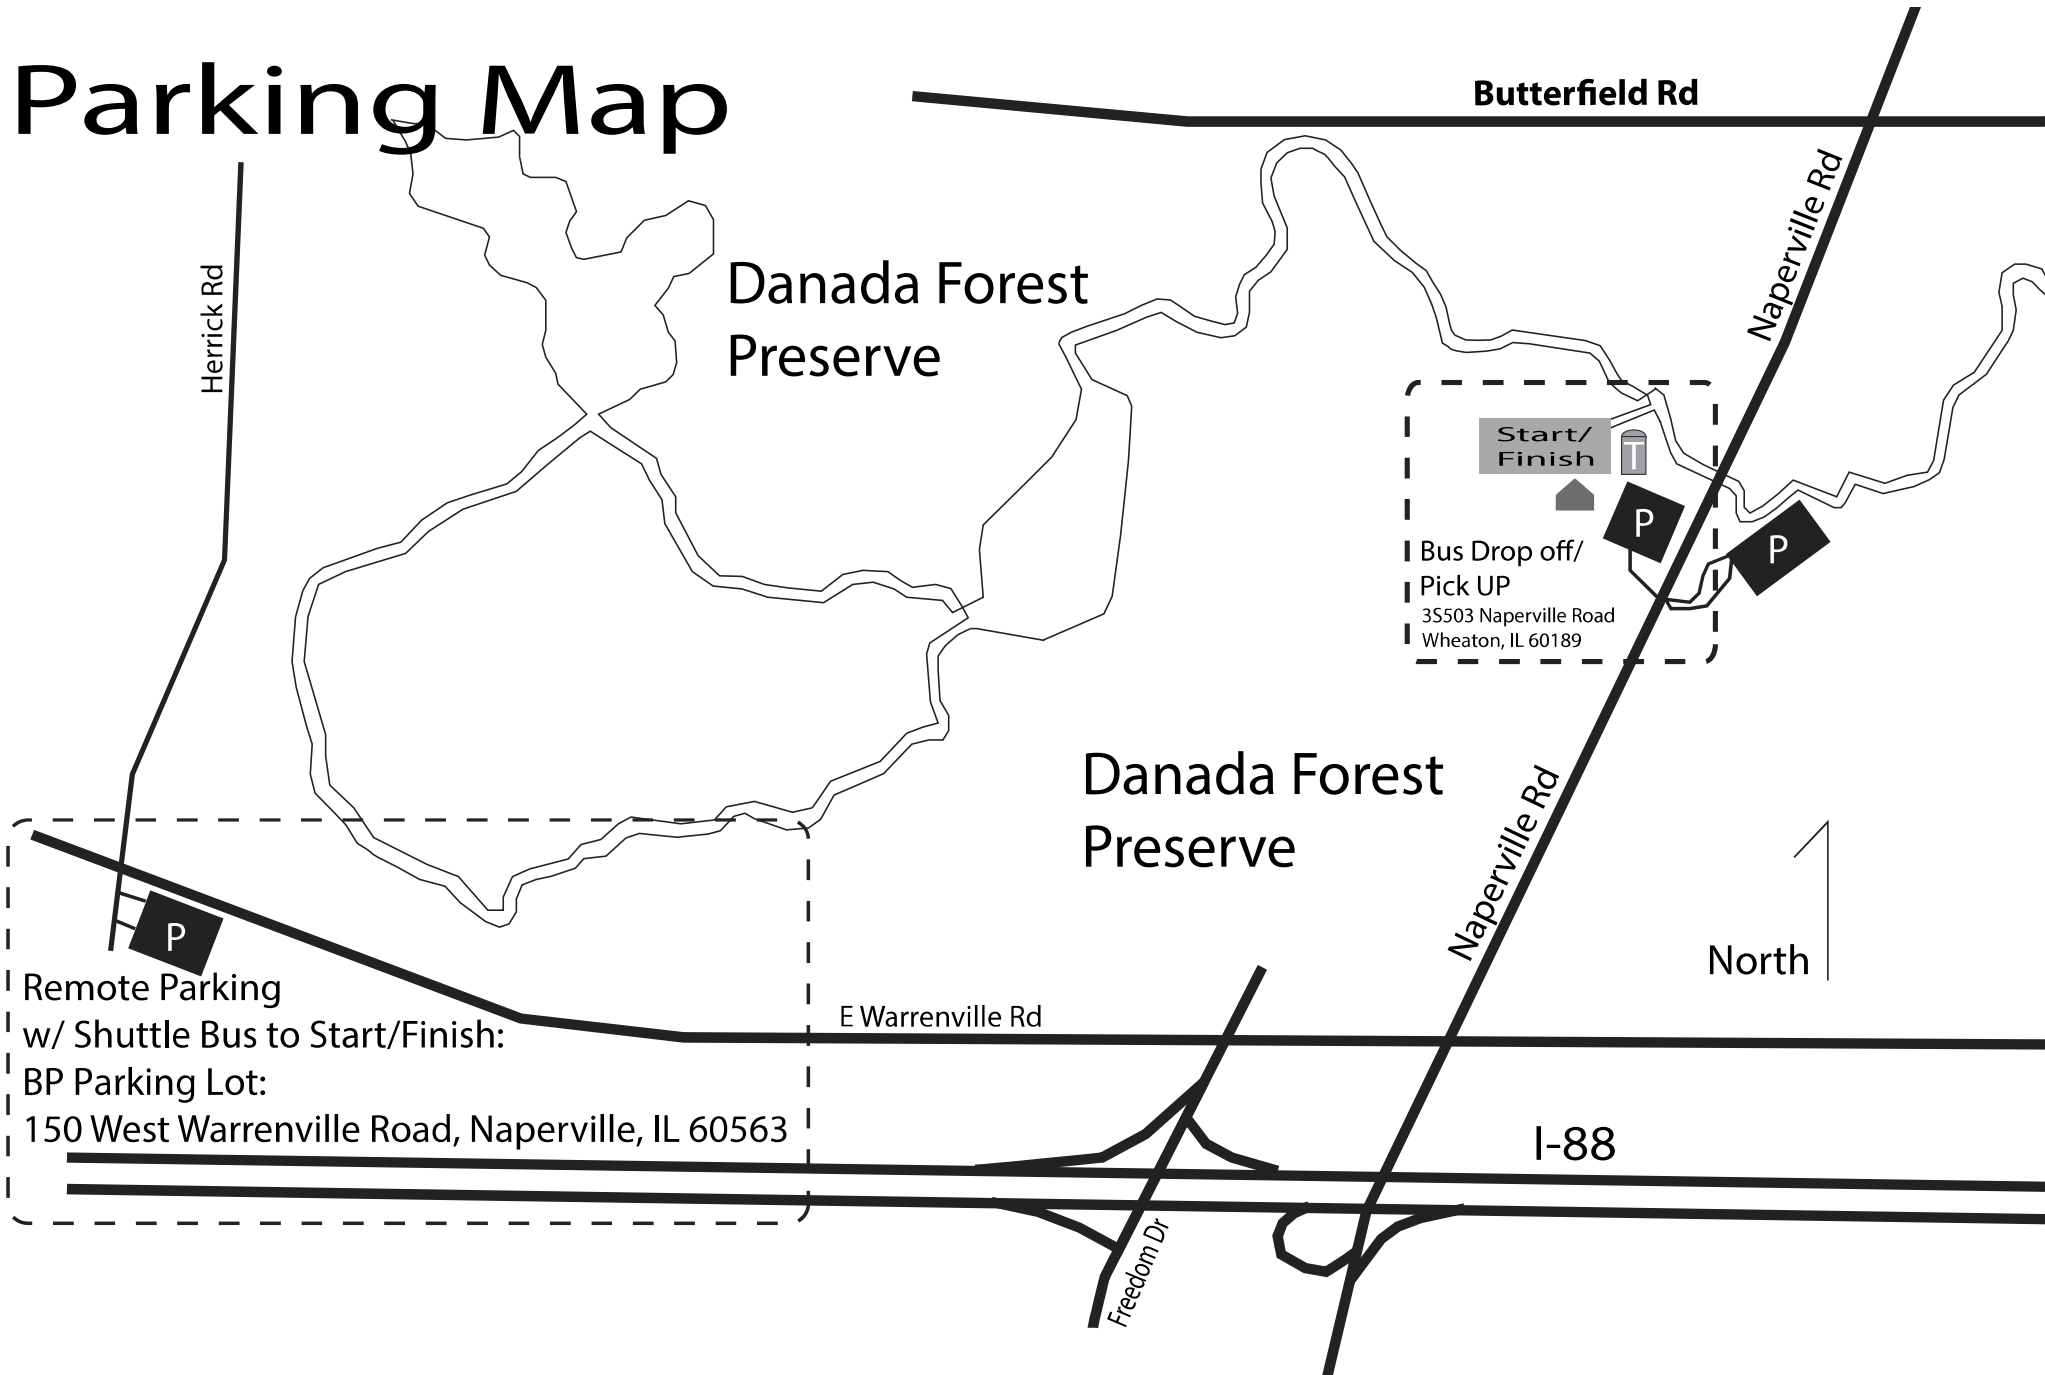 Parking Map
Butterfield Rd
Naperville Rd
Herrick Rd
Danada Forest
Preserve
Start/
Finish
T
P
P
Bus Drop off/
Pick UP
3S503 Naperville Road
Wheaton, IL 60189
Danada Forest
Preserve
Naperville Rd
North
P
Remote Parking
w/ Shuttle Bus to Start/Finish:
BP Parking Lot:
150 West Warrenville Road, Naperville, IL 60563
E Warrenville Rd
I-88
Freedom Dr